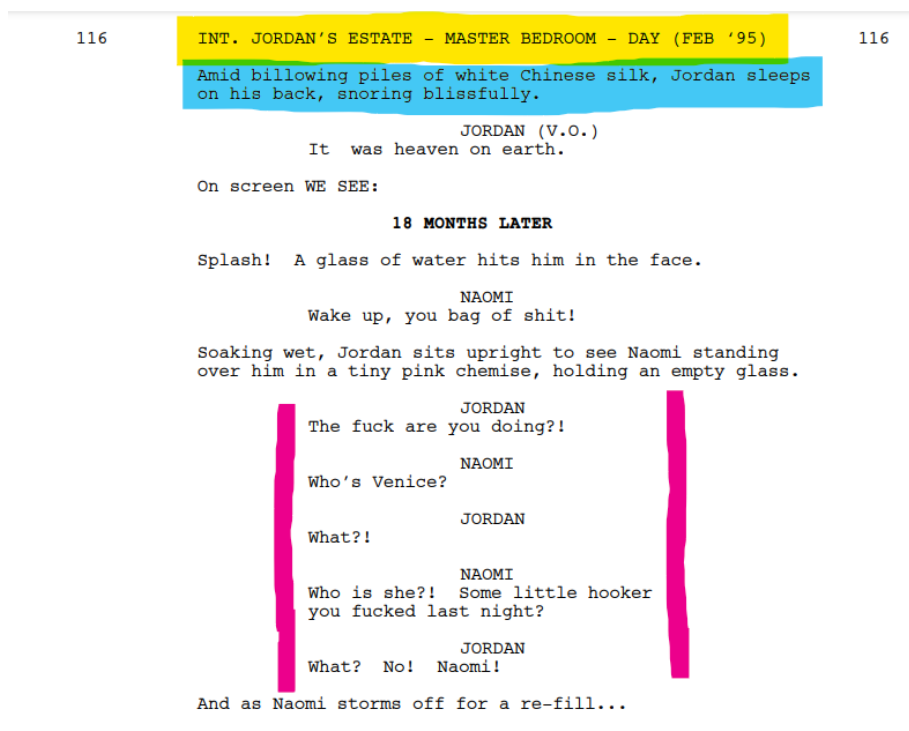 116 INT. JORDAN'S ESTATE - MASTER BEDROOM - DAY (FEB '95) 116
Amid billowing piles of white Chinese silk, Jordan sleeps
on his back, snoring blissfully.
JORDAN (V.O.)
It  was heaven on earth.
On screen WE SEE:
18 MONTHS LATER
Splash!  A glass of water hits him in the face.
NAOMI
Wake up, you bag of shit!
Soaking wet, Jordan sits upright to see Naomi standing
over him in a tiny pink chemise, holding an empty glass.
JORDAN
The fuck are you doing?!
NAOMI
Who's Venice?
JORDAN
What?!
NAOMI
Who is she?!  Some little hooker
you fucked last night?
JORDAN
What?  No!  Naomi!
And as Naomi storms off for a re-fill...